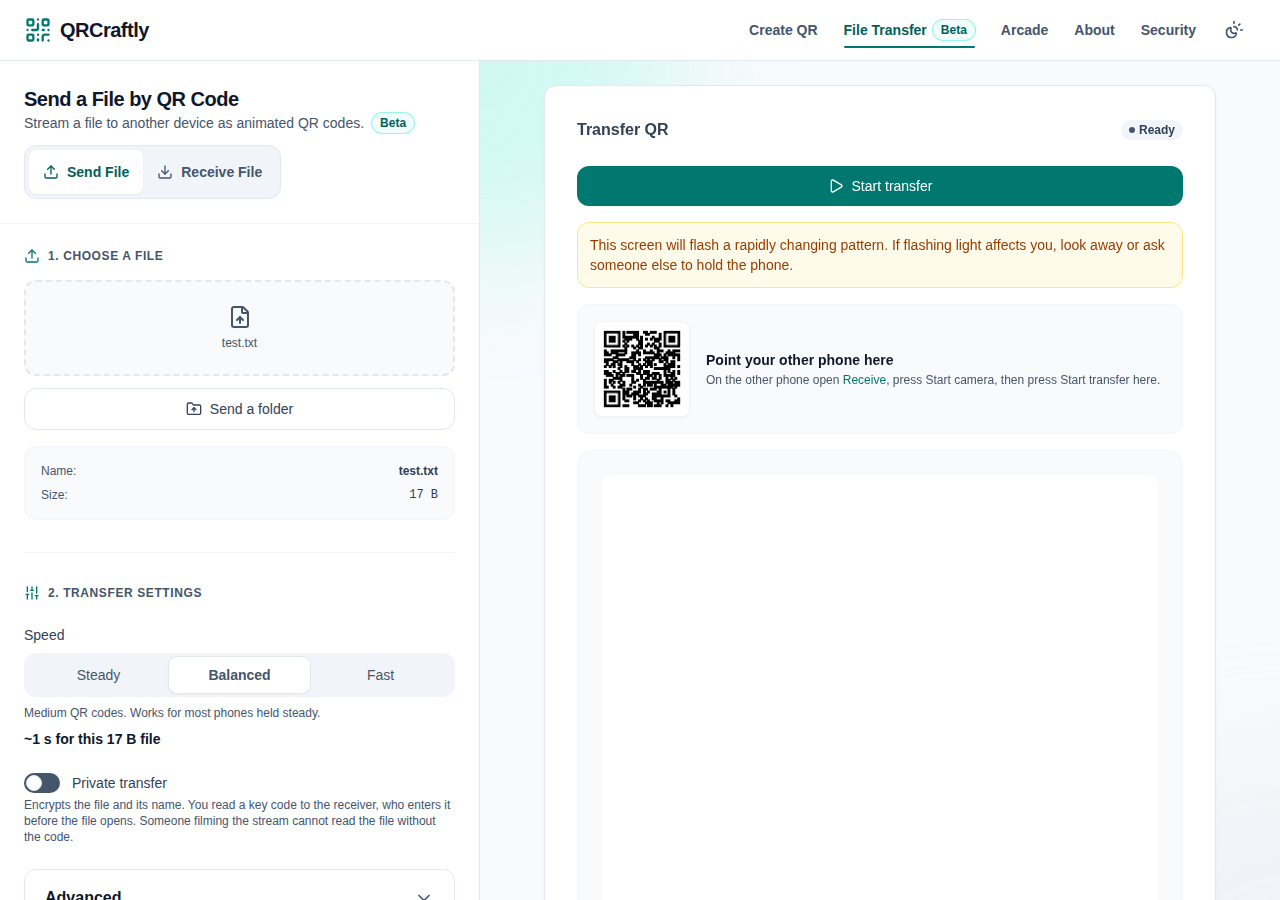 QRCraftly
Create QR
File Transfer Beta
Arcade
About
Security
Send a File by QR Code
Stream a file to another device as animated QR codes. Beta
Send File
Receive File
1. CHOOSE A FILE
test.txt
Send a folder
Name: test.txt
Size: 17 B
2. TRANSFER SETTINGS
Speed
Steady
Balanced
Fast
Medium QR codes. Works for most phones held steady.
~1 s for this 17 B file
Private transfer
Encrypts the file and its name. You read a key code to the receiver, who enters it
before the file opens. Someone filming the stream cannot read the file without
the code.
Advanced
Transfer QR
Ready
Start transfer
This screen will flash a rapidly changing pattern. If flashing light affects you, look away or ask
someone else to hold the phone.
Point your other phone here
On the other phone open Receive, press Start camera, then press Start transfer here.